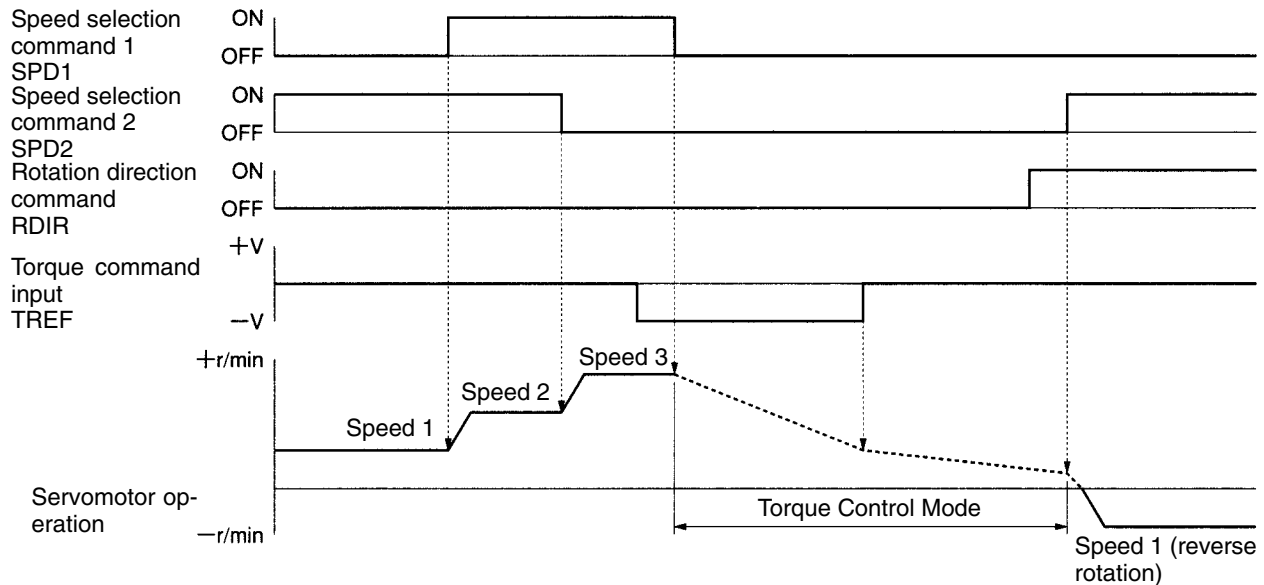 Speed selection
command 1
SPD1
ON
OFF
Speed selection
command 2
SPD2
ON
OFF
Rotation direction
command
RDIR
ON
OFF
Torque command
input
TREF
+V
−V
+r/min
Speed 1
Speed 2
Speed 3
Servomotor op-
eration
−r/min
Torque Control Mode
Speed 1 (reverse
rotation)